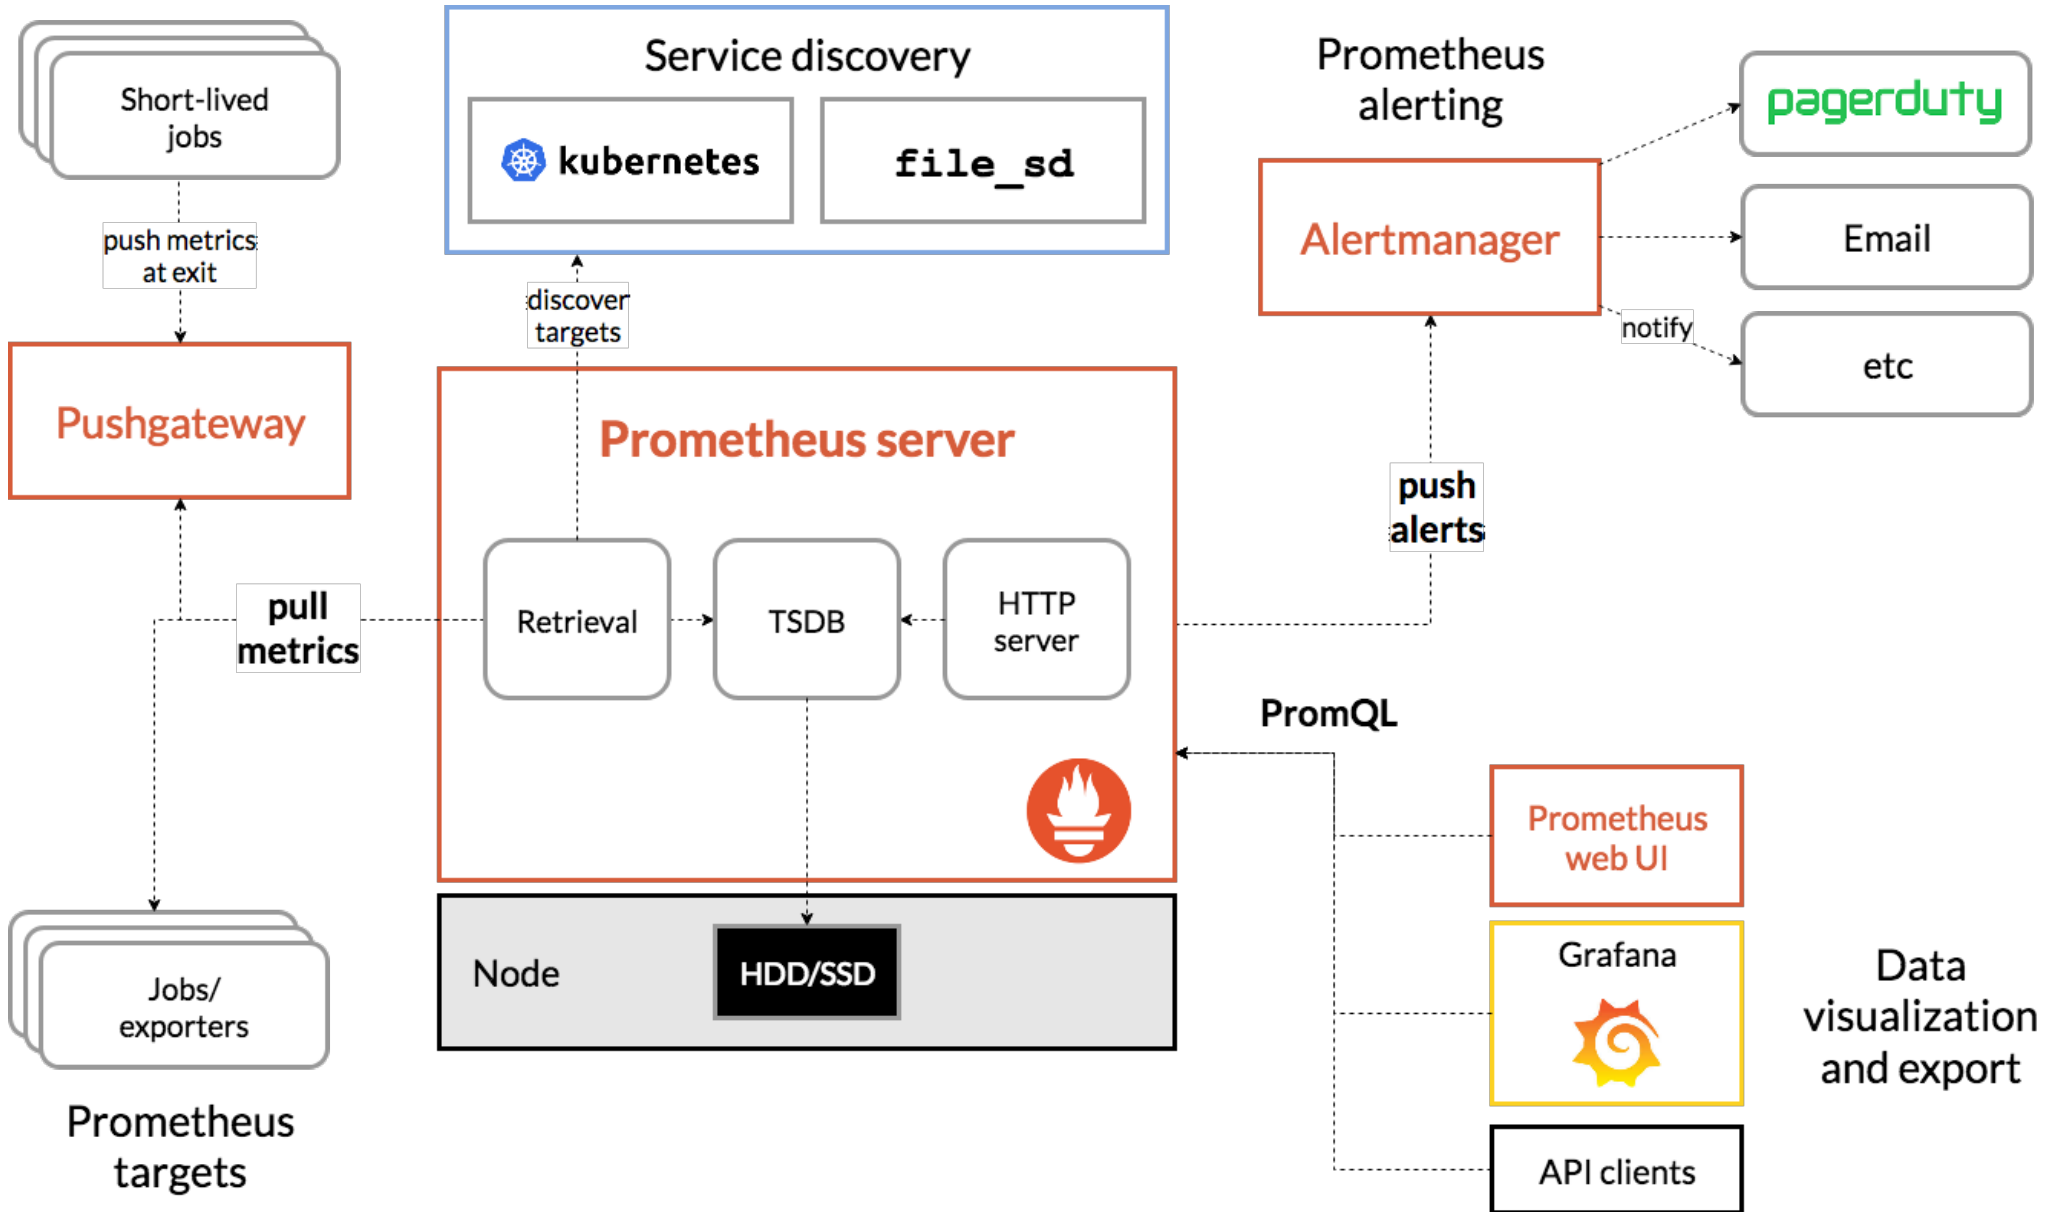 Short-lived
jobs
push metrics
at exit
Pushgateway
pull
metrics
Jobs/
exporters
Prometheus
targets
Service discovery
kubernetes
file_sd
discover
targets
Prometheus server
Retrieval
TSDB
HTTP
server
Node
HDD/SSD
Prometheus
alerting
Alertmanager
pagerduty
Email
notify
etc
push
alerts
PromQL
Prometheus
web UI
Grafana
API clients
Data
visualization
and export